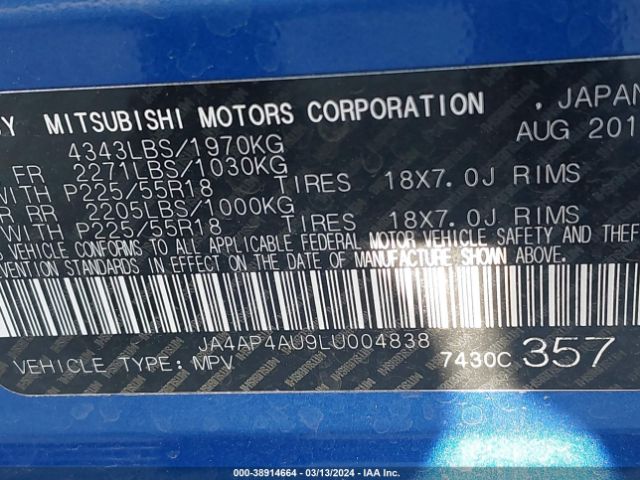 BY MITSUBISHI MOTORS CORPORATION , JAPAN
4343LBS/1970KG AUG 201
FR 2271LBS/1030KG
WITH P225/55R18 TIRES 18X7.0J RIMS
RR 2205LBS/1000KG
WITH P225/55R18 TIRES 18X7.0J RIMS
VEHICLE CONFORMS TO ALL APPLICABLE FEDERAL MOTOR VEHICLE SAFETY AND THEF
VENTION STANDARDS IN EFFECT ON THE DATE OF MANUFACTURE SHOWN ABOVE.
JA4AP4AU9LU004838
VEHICLE TYPE: MPV 7430C 357
000-38914664 — 03/13/2024 — IAA Inc.